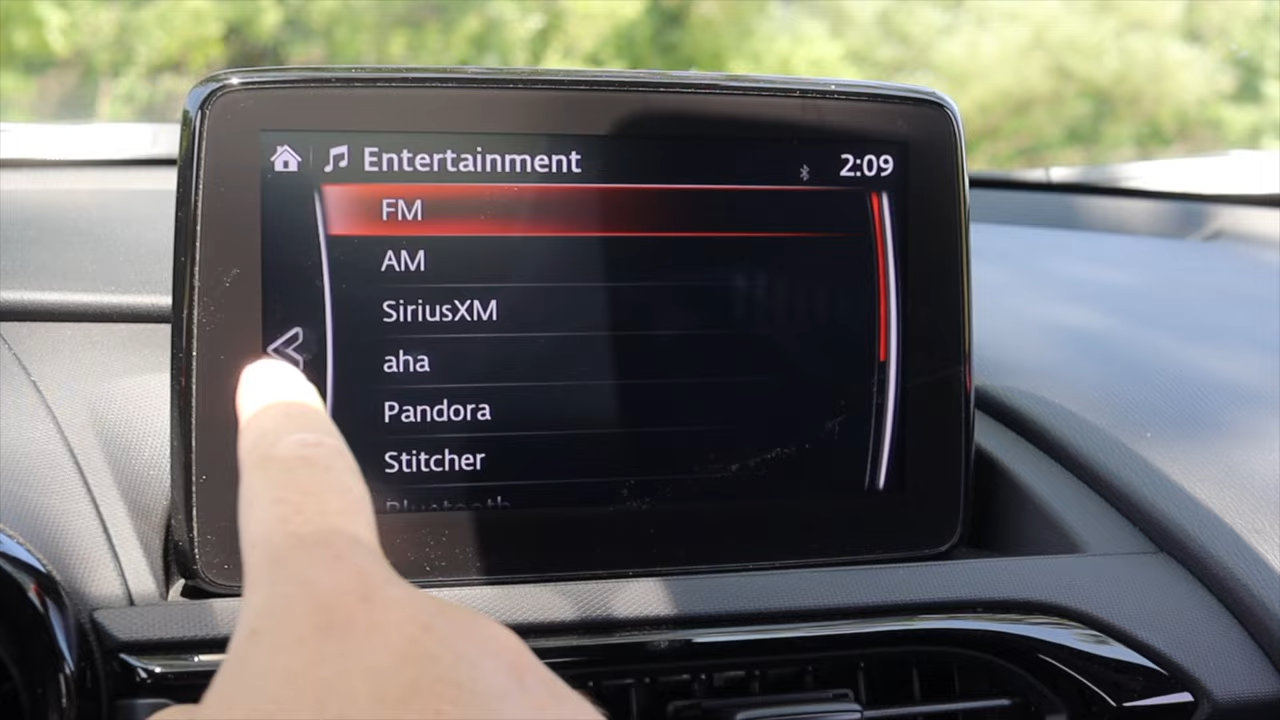 Entertainment
2:09
FM
AM
SiriusXM
aha
Pandora
Stitcher
Bluetooth